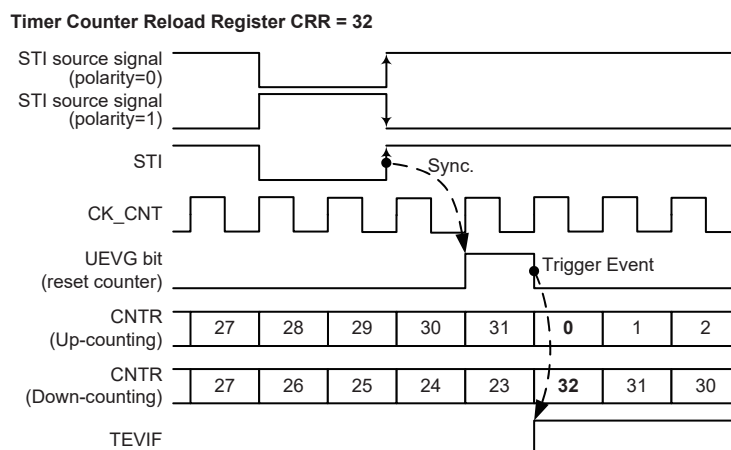 Timer Counter Reload Register CRR = 32
STI source signal
(polarity=0)
STI source signal
(polarity=1)
STI
Sync.
CK_CNT
UEVG bit
(reset counter)
Trigger Event
CNTR
(Up-counting)
27 28 29 30 31 0 1 2
CNTR
(Down-counting)
27 26 25 24 23 32 31 30
TEVIF